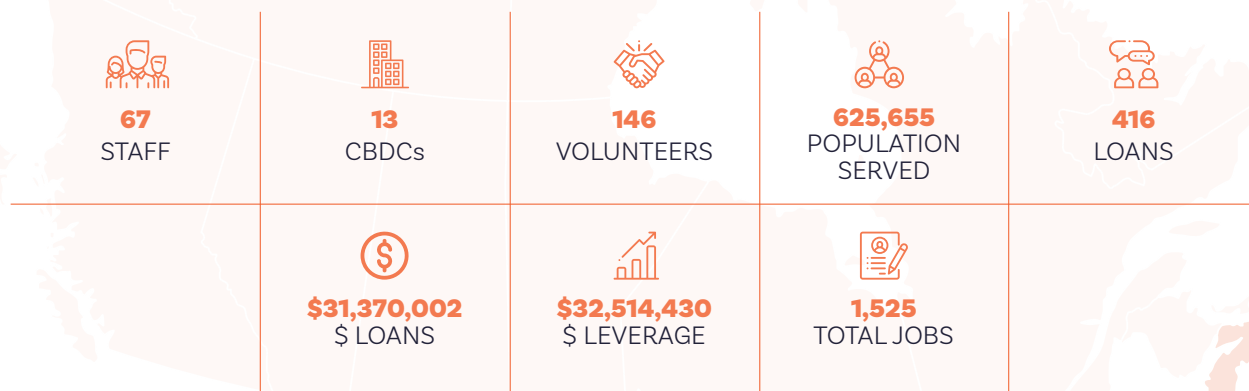 67
STAFF
13
CBDCs
146
VOLUNTEERS
625,655
POPULATION
SERVED
416
LOANS
$31,370,002
$ LOANS
$32,514,430
$ LEVERAGE
1,525
TOTAL JOBS